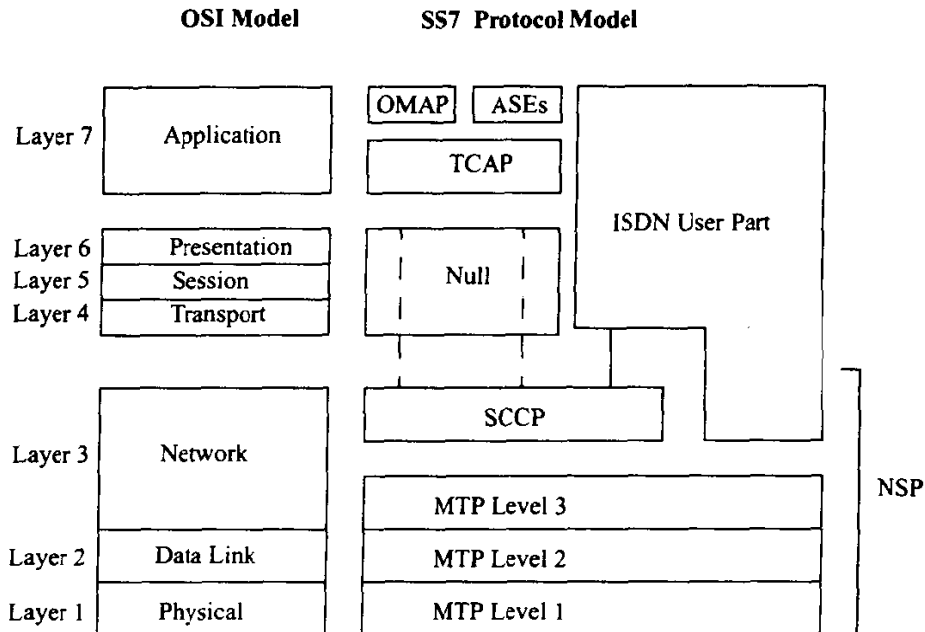 OSI Model
SS7 Protocol Model
OMAP
ASEs
Layer 7
Application
TCAP
ISDN User Part
Layer 6
Presentation
Layer 5
Session
Null
Layer 4
Transport
SCCP
Layer 3
Network
NSP
MTP Level 3
Layer 2
Data Link
MTP Level 2
Layer 1
Physical
MTP Level 1